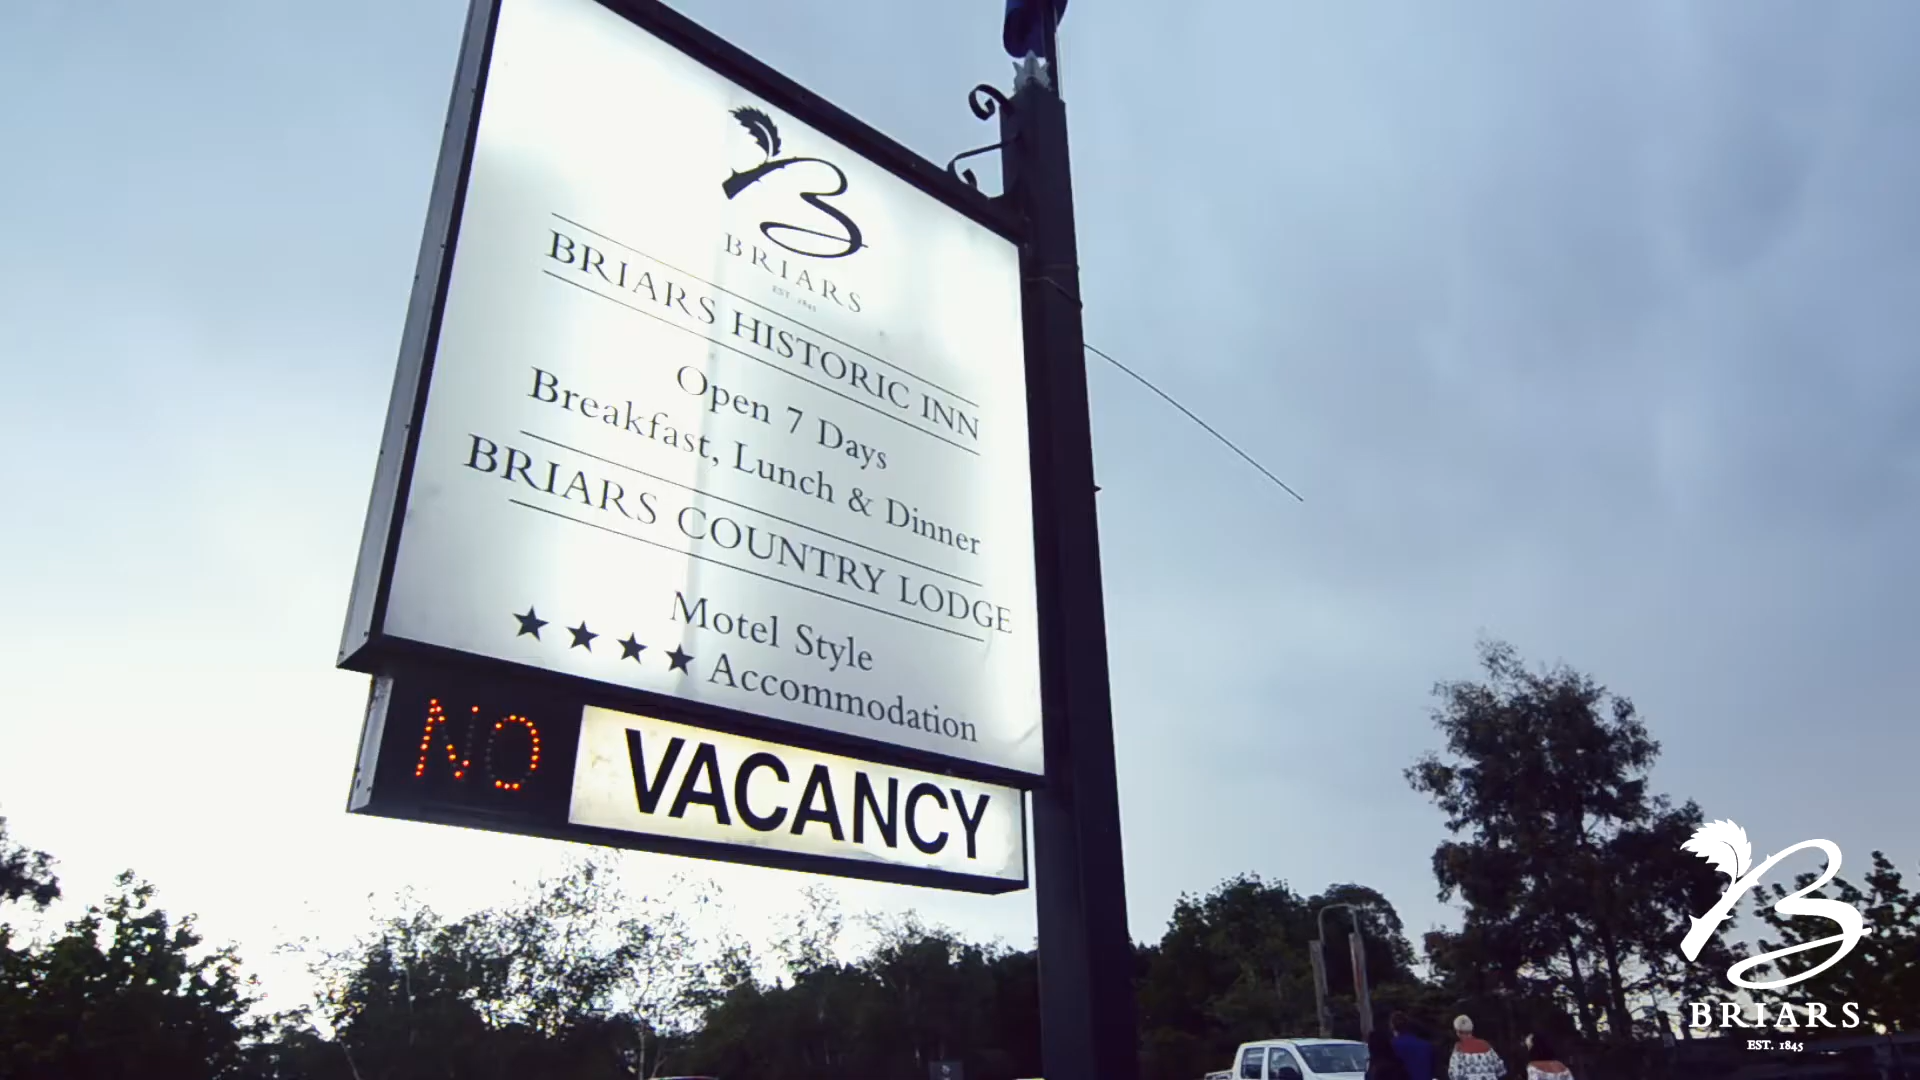 BRIARS
EST. 1845
BRIARS HISTORIC INN
Open 7 Days
Breakfast, Lunch & Dinner
BRIARS COUNTRY LODGE
Motel Style
★★★★ Accommodation
NO VACANCY
BRIARS
EST. 1845